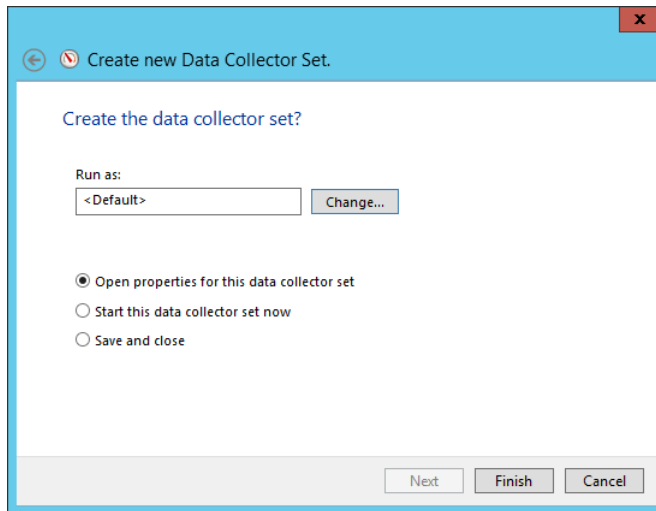 x
Create new Data Collector Set.
Create the data collector set?
Run as:
<Default>
Change...
Open properties for this data collector set
Start this data collector set now
Save and close
Next
Finish
Cancel